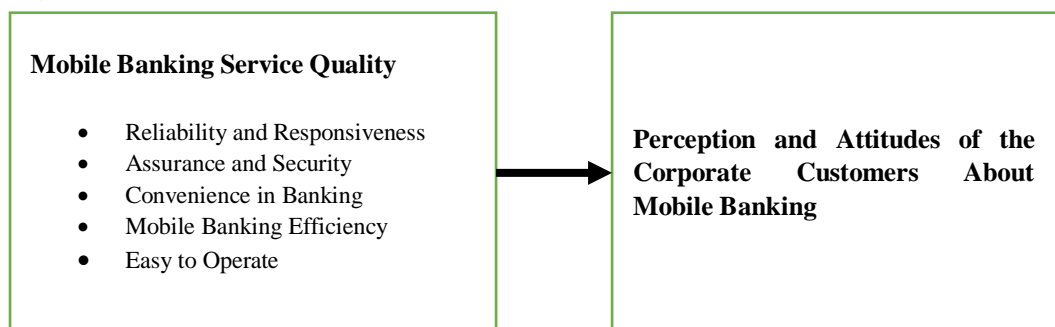 Mobile Banking Service Quality
• Reliability and Responsiveness
• Assurance and Security
• Convenience in Banking
• Mobile Banking Efficiency
• Easy to Operate
Perception and Attitudes of the
Corporate Customers About
Mobile Banking